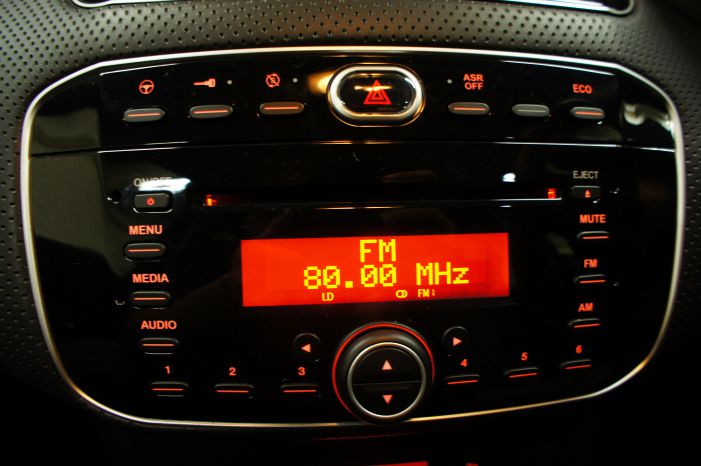 ASR
OFF
ECO
ON/OFF
EJECT
MENU
MUTE
FM
80.00 MHz
LD
FM1
MEDIA
FM
AM
AUDIO
1
2
3
4
5
6